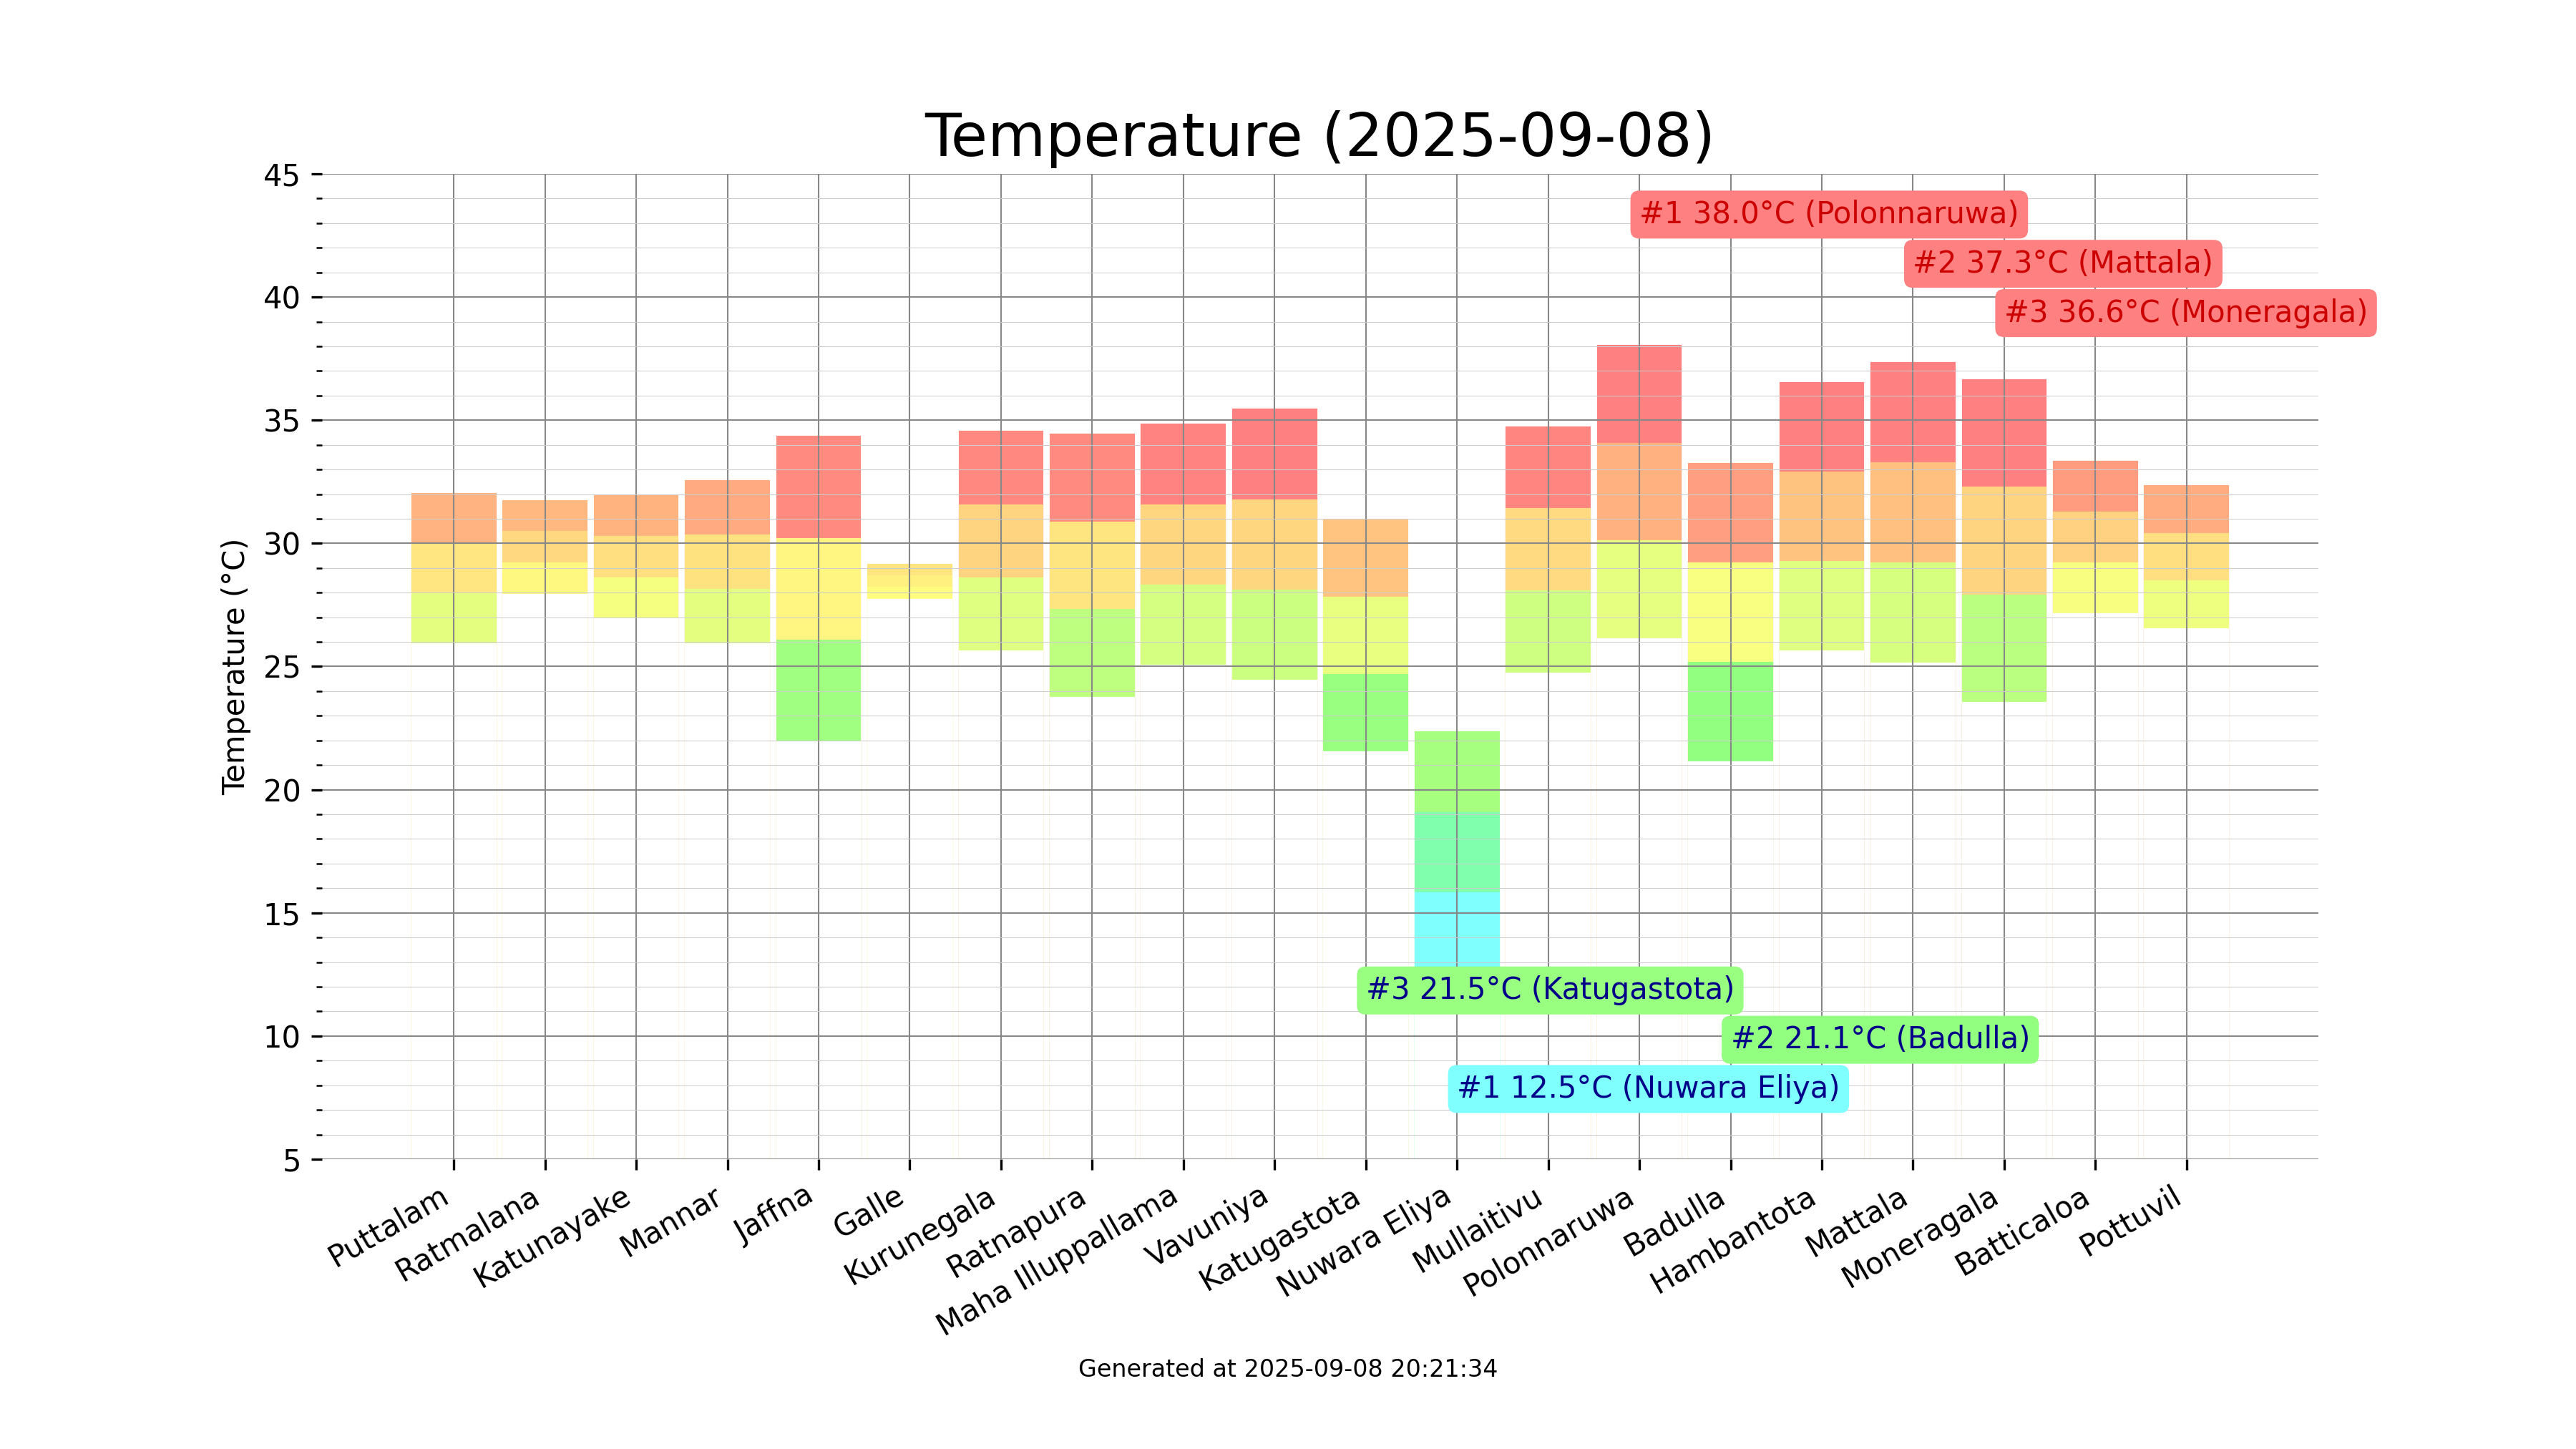 Temperature (2025-09-08)
45
40
35
30
25
20
15
10
5
Temperature (°C)
#1 38.0°C (Polonnaruwa)
#2 37.3°C (Mattala)
#3 36.6°C (Moneragala)
#3 21.5°C (Katugastota)
#2 21.1°C (Badulla)
#1 12.5°C (Nuwara Eliya)
Puttalam
Ratmalana
Katunayake
Mannar
Jaffna
Galle
Kurunegala
Ratnapura
Maha Illuppallama
Vavuniya
Katugastota
Nuwara Eliya
Mullaitivu
Polonnaruwa
Badulla
Hambantota
Mattala
Moneragala
Batticaloa
Pottuvil
Generated at 2025-09-08 20:21:34